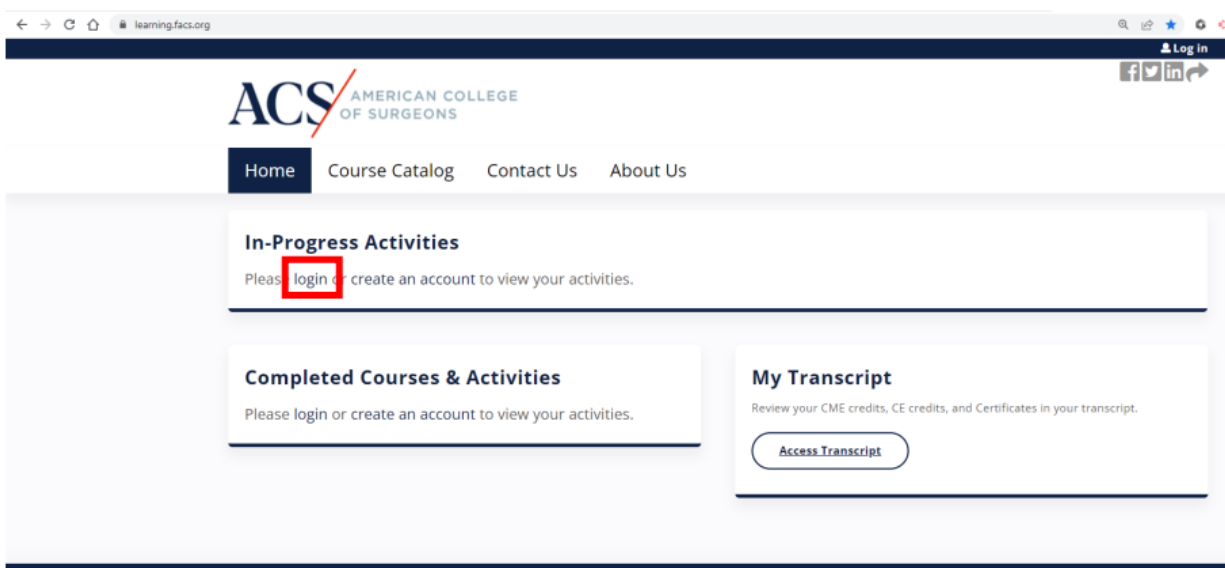 learning.facs.org
Log in
ACS AMERICAN COLLEGE
OF SURGEONS
Home Course Catalog Contact Us About Us
In-Progress Activities
Please login or create an account to view your activities.
Completed Courses & Activities
Please login or create an account to view your activities.
My Transcript
Review your CME credits, CE credits, and Certificates in your transcript.
Access Transcript